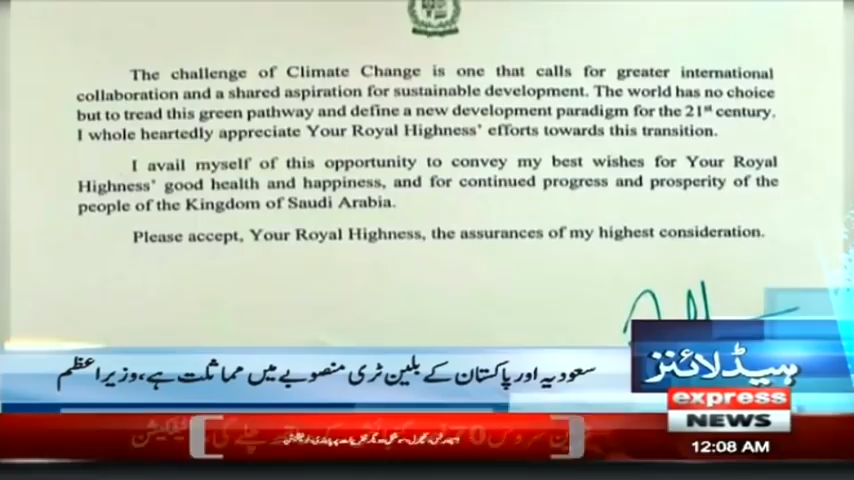 The challenge of Climate Change is one that calls for greater international
collaboration and a shared aspiration for sustainable development. The world has no choice
but to tread this green pathway and define a new development paradigm for the 21st century.
I whole heartedly appreciate Your Royal Highness' efforts towards this transition.
I avail myself of this opportunity to convey my best wishes for Your Royal
Highness' good health and happiness, and for continued progress and prosperity of the
people of the Kingdom of Saudi Arabia.
Please accept, Your Royal Highness, the assurances of my highest consideration.
ہیڈلائنز
سعودیہ اور پاکستان کے بلین ٹری منصوبے میں مماثلت ہے، وزیراعظم
express
NEWS
12:08 AM